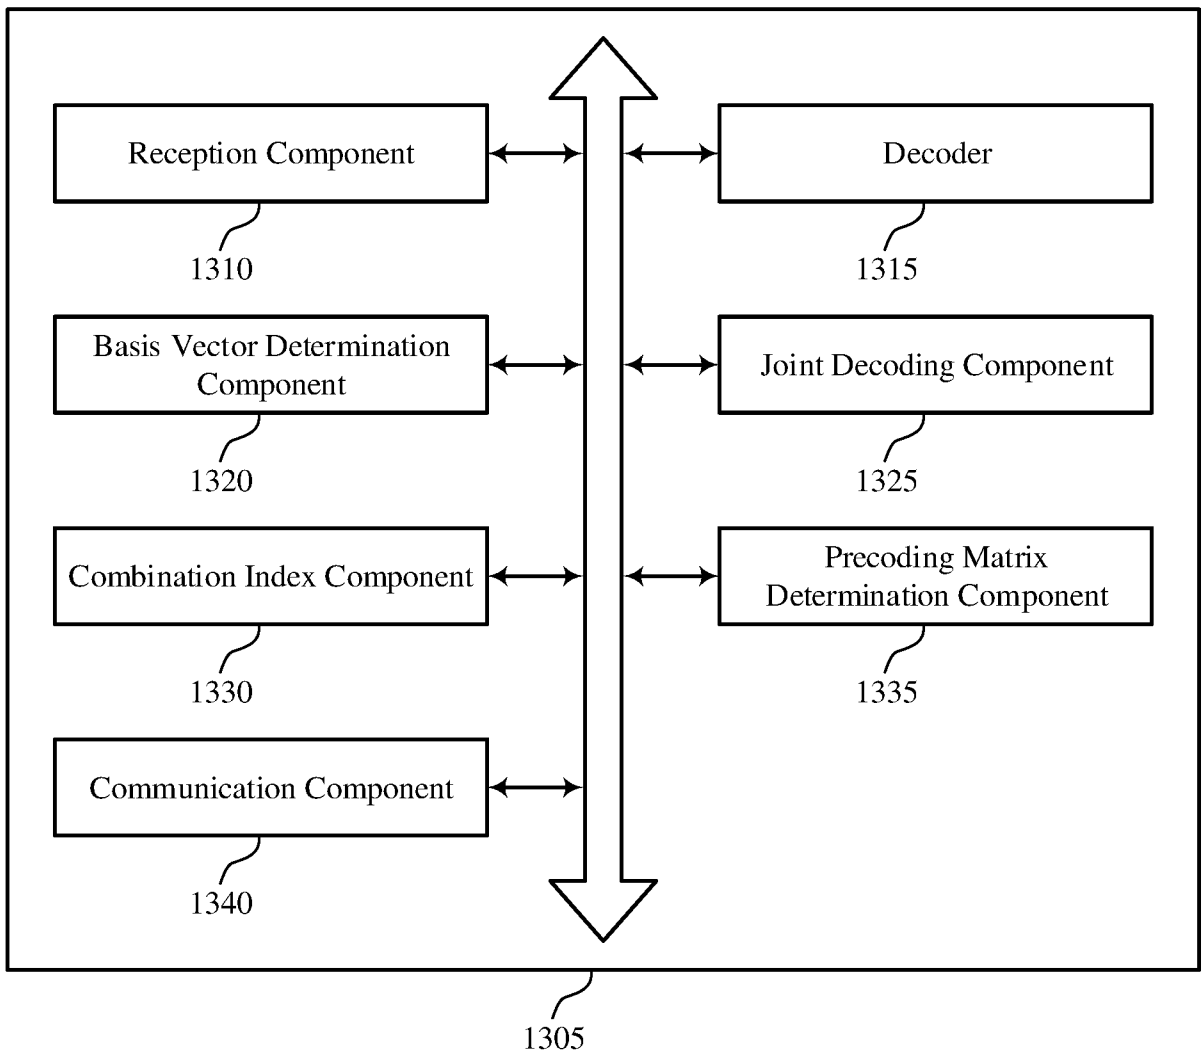 Reception Component
1310
Decoder
1315
Basis Vector Determination
Component
1320
Joint Decoding Component
1325
Combination Index Component
1330
Precoding Matrix
Determination Component
1335
Communication Component
1340
1305